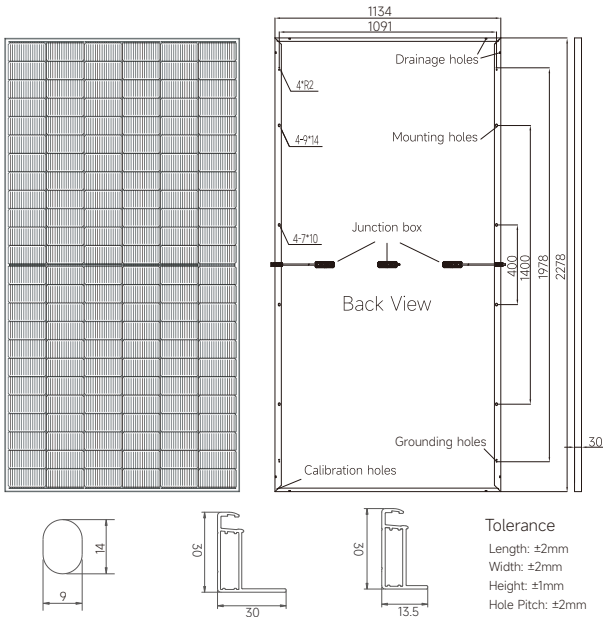 1134
1091
Drainage holes
4*R2
Mounting holes
4-9*14
Junction box
4-7*10
400
1400
1978
2278
Back View
30
Grounding holes
Calibration holes
14
9
30
30
30
13.5
Tolerance
Length: ±2mm
Width: ±2mm
Height: ±1mm
Hole Pitch: ±2mm